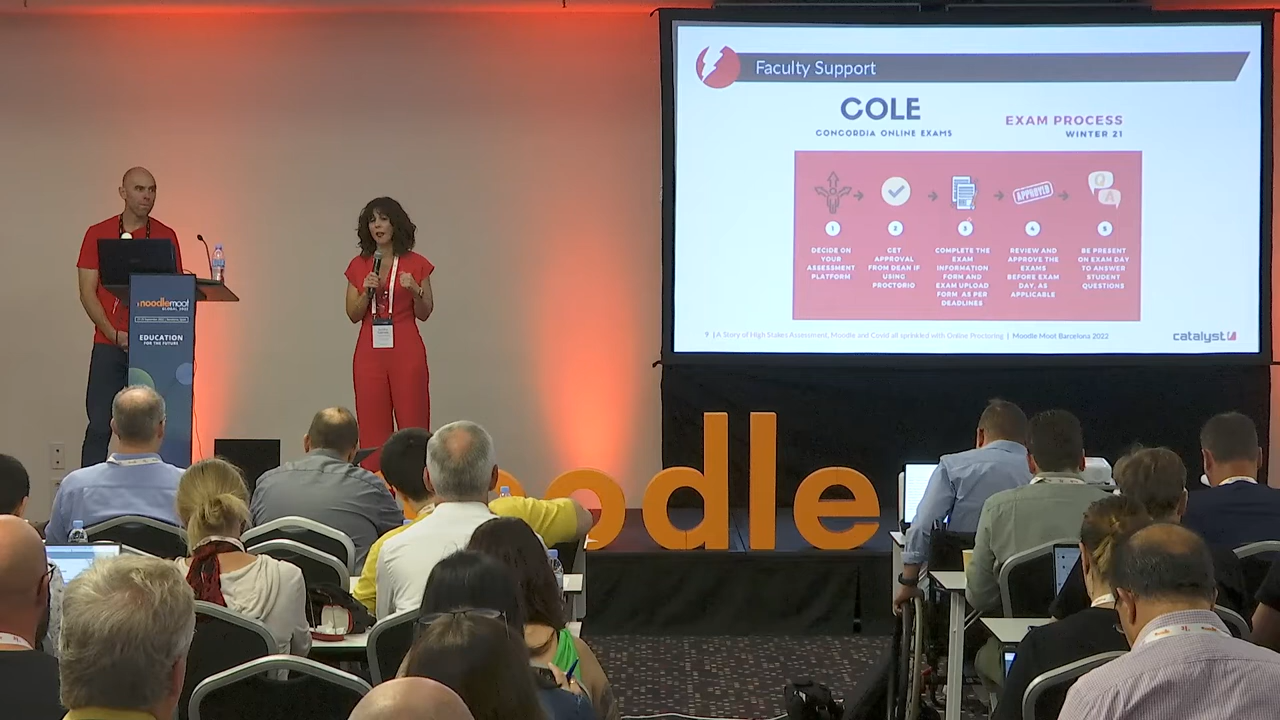 Faculty Support
COLE
CONCORDIA ONLINE EXAMS
EXAM PROCESS
WINTER 21
APPROVED
Q
A
1
2
3
4
5
DECIDE ON
YOUR
ASSESSMENT
PLATFORM
GET
APPROVAL
FROM DEAN IF
USING
PROCTORIO
COMPLETE THE
EXAM
INFORMATION
FORM AND
EXAM UPLOAD
FORM AS PER
DEADLINES
REVIEW AND
APPROVE THE
EXAMS
BEFORE EXAM
DAY, AS
APPLICABLE
BE PRESENT
ON EXAM DAY
TO ANSWER
STUDENT
QUESTIONS
9 | A Story of High Stakes Assessment, Moodle and Covid all sprinkled with Online Proctoring | Moodle Moot Barcelona 2022
catalyst
moodlemoot
GLOBAL 2022
EDUCATION
FOR THE FUTURE
oodle